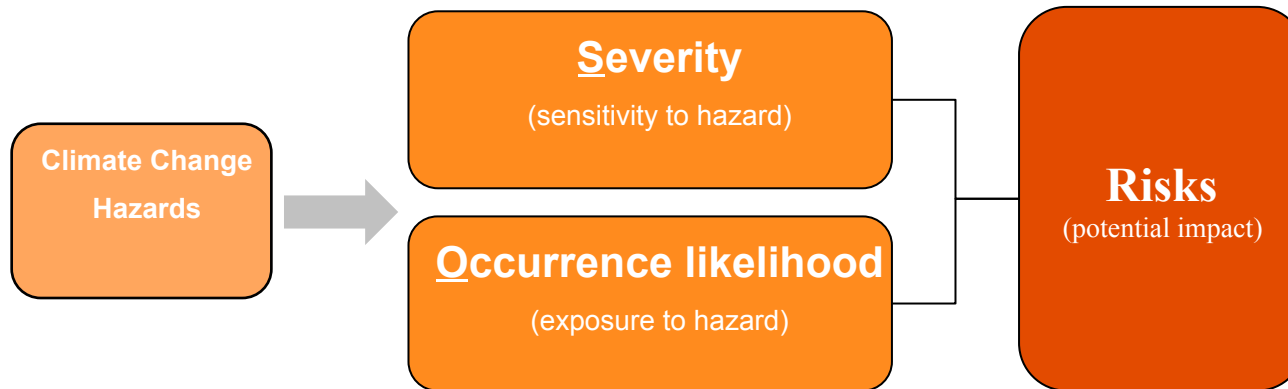 Severity
(sensitivity to hazard)
Climate Change
Hazards
Risks
(potential impact)
Occurrence likelihood
(exposure to hazard)